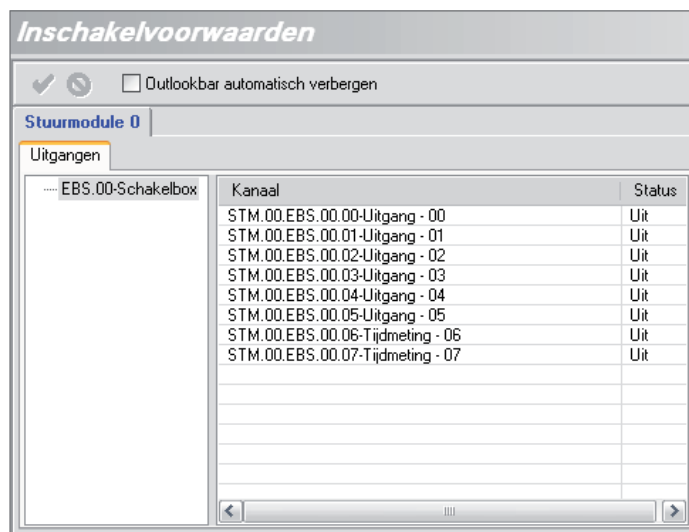 Inschakelvoorwaarden
Outlookbar automatisch verbergen
Stuurmodule 0
Uitgangen
EBS.00-Schakelbox
Kanaal Status
STM.00.EBS.00.00-Uitgang - 00 Uit
STM.00.EBS.00.01-Uitgang - 01 Uit
STM.00.EBS.00.02-Uitgang - 02 Uit
STM.00.EBS.00.03-Uitgang - 03 Uit
STM.00.EBS.00.04-Uitgang - 04 Uit
STM.00.EBS.00.05-Uitgang - 05 Uit
STM.00.EBS.00.06-Tijdmeting - 06 Uit
STM.00.EBS.00.07-Tijdmeting - 07 Uit